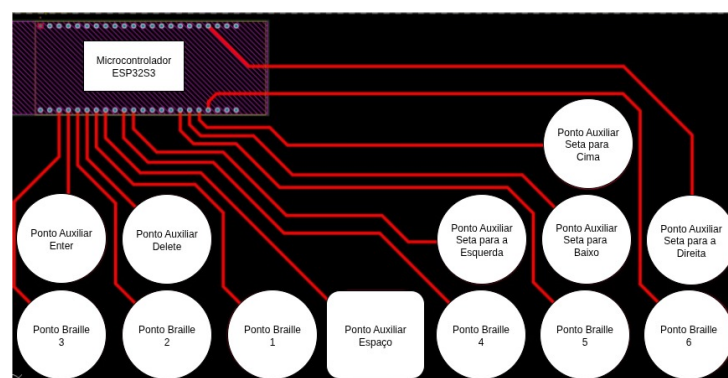 Microcontrolador
ESP32S3
Ponto Auxiliar
Seta para
Cima
Ponto Auxiliar
Enter
Ponto Auxiliar
Delete
Ponto Auxiliar
Seta para a
Esquerda
Ponto Auxiliar
Seta para
Baixo
Ponto Auxiliar
Seta para a
Direita
Ponto Braille
3
Ponto Braille
2
Ponto Braille
1
Ponto Auxiliar
Espaço
Ponto Braille
4
Ponto Braille
5
Ponto Braille
6